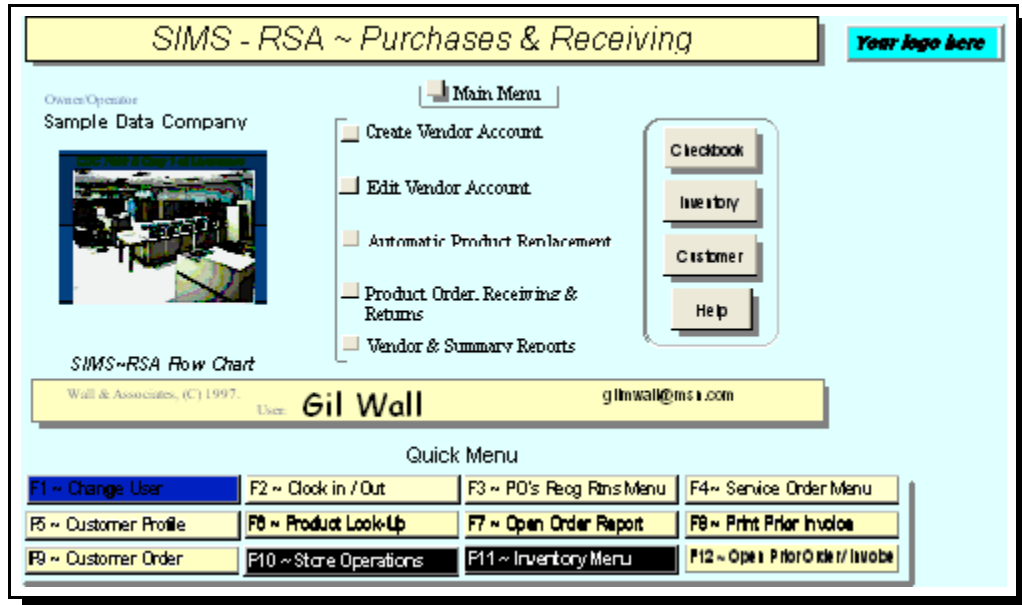 SIMS - RSA ~ Purchases & Receiving
Your logo here
Owner/Operator
Sample Data Company
Main Menu
Create Vendor Account
Edit Vendor Account
Automatic Product Replacement
Product Order, Receiving &
Returns
Vendor & Summary Reports
Checkbook
Inventory
Customer
Help
SIMS~RSA Flow Chart
Wall & Associates, (C) 1997.
User: Gil Wall
gilmwall@msn.com
Quick Menu
F1 ~ Change User
F2 ~ Clock in / Out
F3 ~ PO's Recg Rtns Menu
F4~ Service Order Menu
F5 ~ Customer Profile
F6 ~ Product Look-Up
F7 ~ Open Order Report
F8 ~ Print Prior Invoice
F9 ~ Customer Order
F10 ~ Store Operations
F11 ~ Inventory Menu
F12 ~ Open Prior Order/ Invoice